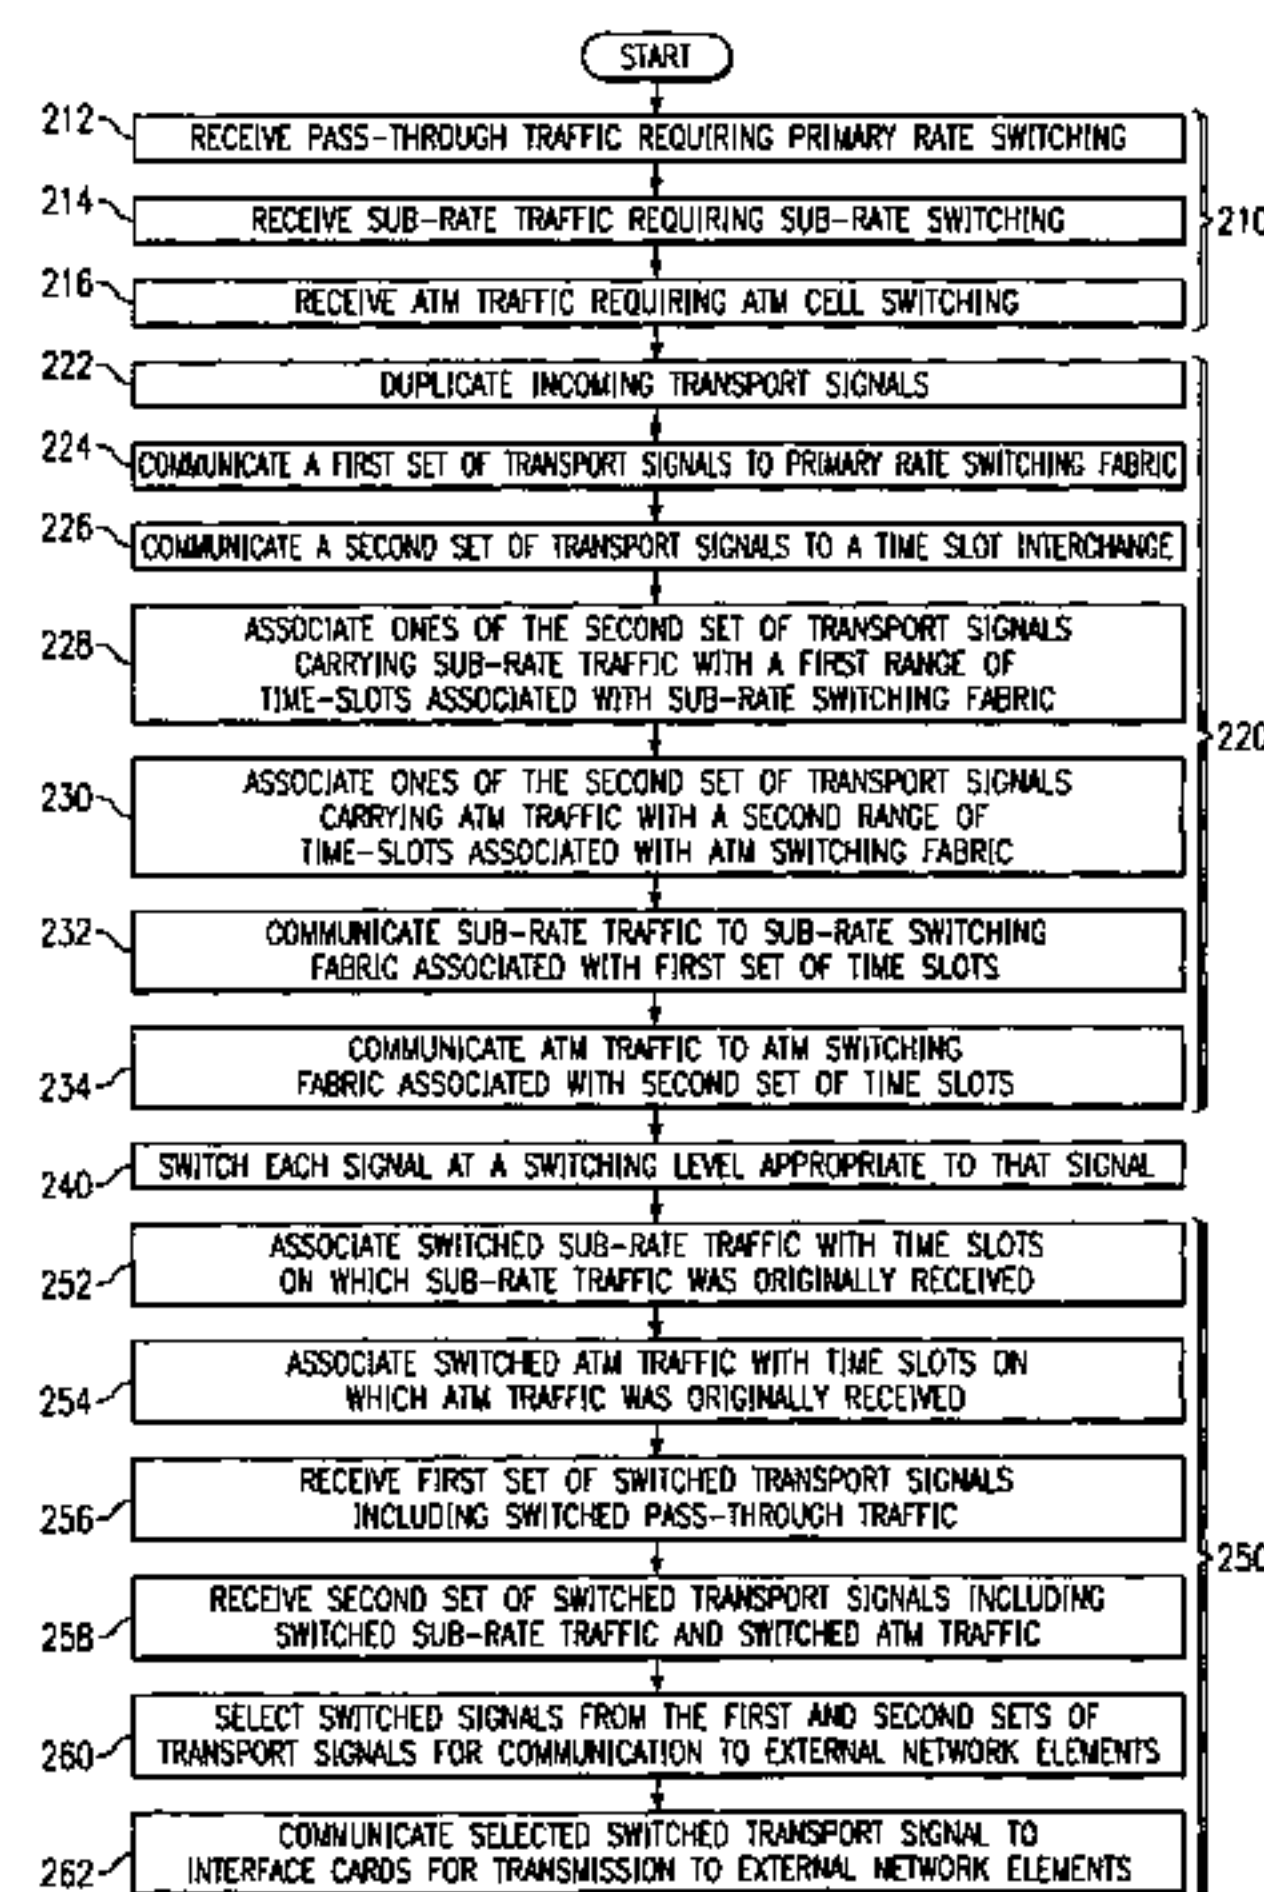 START
212
RECEIVE PASS-THROUGH TRAFFIC REQUIRING PRIMARY RATE SWITCHING
214
RECEIVE SUB-RATE TRAFFIC REQUIRING SUB-RATE SWITCHING
210
216
RECEIVE ATM TRAFFIC REQUIRING ATM CELL SWITCHING
222
DUPLICATE INCOMING TRANSPORT SIGNALS
224
COMMUNICATE A FIRST SET OF TRANSPORT SIGNALS TO PRIMARY RATE SWITCHING FABRIC
226
COMMUNICATE A SECOND SET OF TRANSPORT SIGNALS TO A TIME SLOT INTERCHANGE
228
ASSOCIATE ONES OF THE SECOND SET OF TRANSPORT SIGNALS
CARRYING SUB-RATE TRAFFIC WITH A FIRST RANGE OF
TIME-SLOTS ASSOCIATED WITH SUB-RATE SWITCHING FABRIC
220
230
ASSOCIATE ONES OF THE SECOND SET OF TRANSPORT SIGNALS
CARRYING ATM TRAFFIC WITH A SECOND RANGE OF
TIME-SLOTS ASSOCIATED WITH ATM SWITCHING FABRIC
232
COMMUNICATE SUB-RATE TRAFFIC TO SUB-RATE SWITCHING
FABRIC ASSOCIATED WITH FIRST SET OF TIME SLOTS
234
COMMUNICATE ATM TRAFFIC TO ATM SWITCHING
FABRIC ASSOCIATED WITH SECOND SET OF TIME SLOTS
240
SWITCH EACH SIGNAL AT A SWITCHING LEVEL APPROPRIATE TO THAT SIGNAL
252
ASSOCIATE SWITCHED SUB-RATE TRAFFIC WITH TIME SLOTS
ON WHICH SUB-RATE TRAFFIC WAS ORIGINALLY RECEIVED
254
ASSOCIATE SWITCHED ATM TRAFFIC WITH TIME SLOTS ON
WHICH ATM TRAFFIC WAS ORIGINALLY RECEIVED
256
RECEIVE FIRST SET OF SWITCHED TRANSPORT SIGNALS
INCLUDING SWITCHED PASS-THROUGH TRAFFIC
250
258
RECEIVE SECOND SET OF SWITCHED TRANSPORT SIGNALS INCLUDING
SWITCHED SUB-RATE TRAFFIC AND SWITCHED ATM TRAFFIC
260
SELECT SWITCHED SIGNALS FROM THE FIRST AND SECOND SETS OF
TRANSPORT SIGNALS FOR COMMUNICATION TO EXTERNAL NETWORK ELEMENTS
262
COMMUNICATE SELECTED SWITCHED TRANSPORT SIGNAL TO
INTERFACE CARDS FOR TRANSMISSION TO EXTERNAL NETWORK ELEMENTS